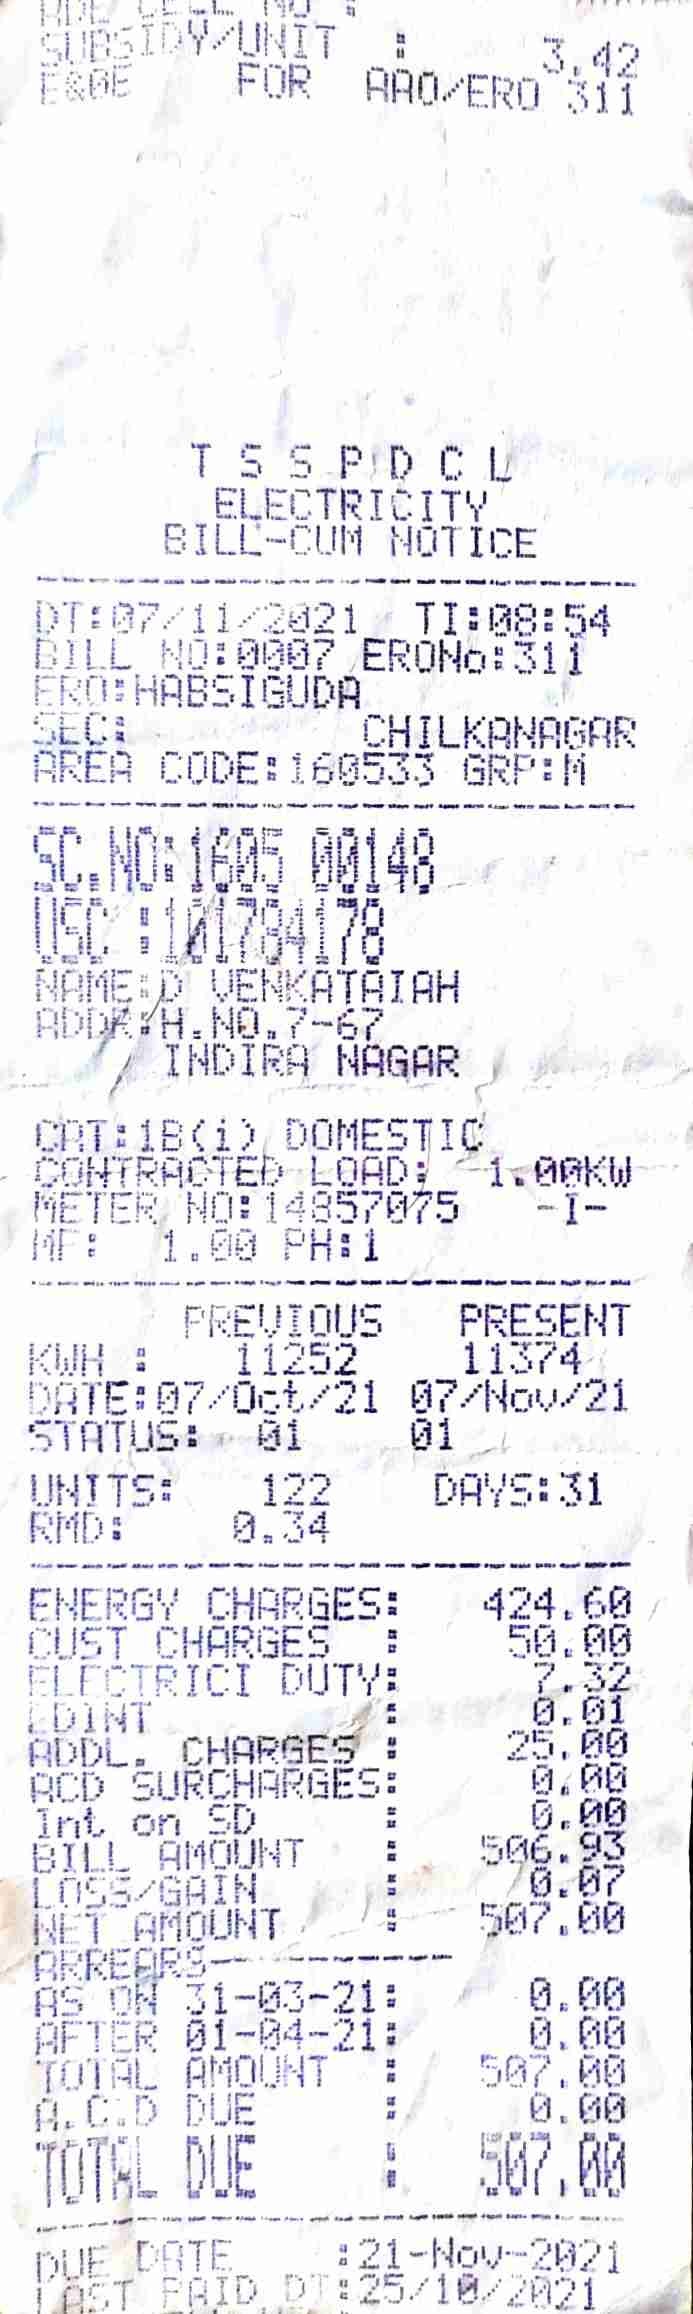 ADE CELL NO :
SUBSIDY/UNIT : 3.42
E&OE FOR AAO/ERO 311
T S S P D C L
ELECTRICITY
BILL-CUM NOTICE
DT:07/11/2021 TI:08:54
BILL NO:0007 ERONo:311
ERO:HABSIGUDA
SEC: CHILKANAGAR
AREA CODE:160533 GRP:M
SC.NO:1605 00148
USC :101784178
NAME:D VENKATAIAH
ADDR:H.NO.7-67
INDIRA NAGAR
CAT:1B(i) DOMESTIC
CONTRACTED LOAD: 1.00KW
METER NO:14857075 -I-
MF: 1.00 PH:1
PREVIOUS PRESENT
KWH : 11252 11374
DATE:07/Oct/21 07/Nov/21
STATUS: 01 01
UNITS: 122 DAYS:31
RMD: 0.34
ENERGY CHARGES: 424.60
CUST CHARGES : 50.00
ELECTRICI DUTY: 7.32
EDINT : 0.01
ADDL. CHARGES : 25.00
ACD SURCHARGES: 0.00
Int on SD : 0.00
BILL AMOUNT : 506.93
LOSS/GAIN : 0.07
NET AMOUNT : 507.00
ARREARS----------
AS ON 31-03-21: 0.00
AFTER 01-04-21: 0.00
TOTAL AMOUNT : 507.00
A.C.D DUE : 0.00
TOTAL DUE : 507.00
DUE DATE :21-Nov-2021
LAST PAID DT:25/10/2021